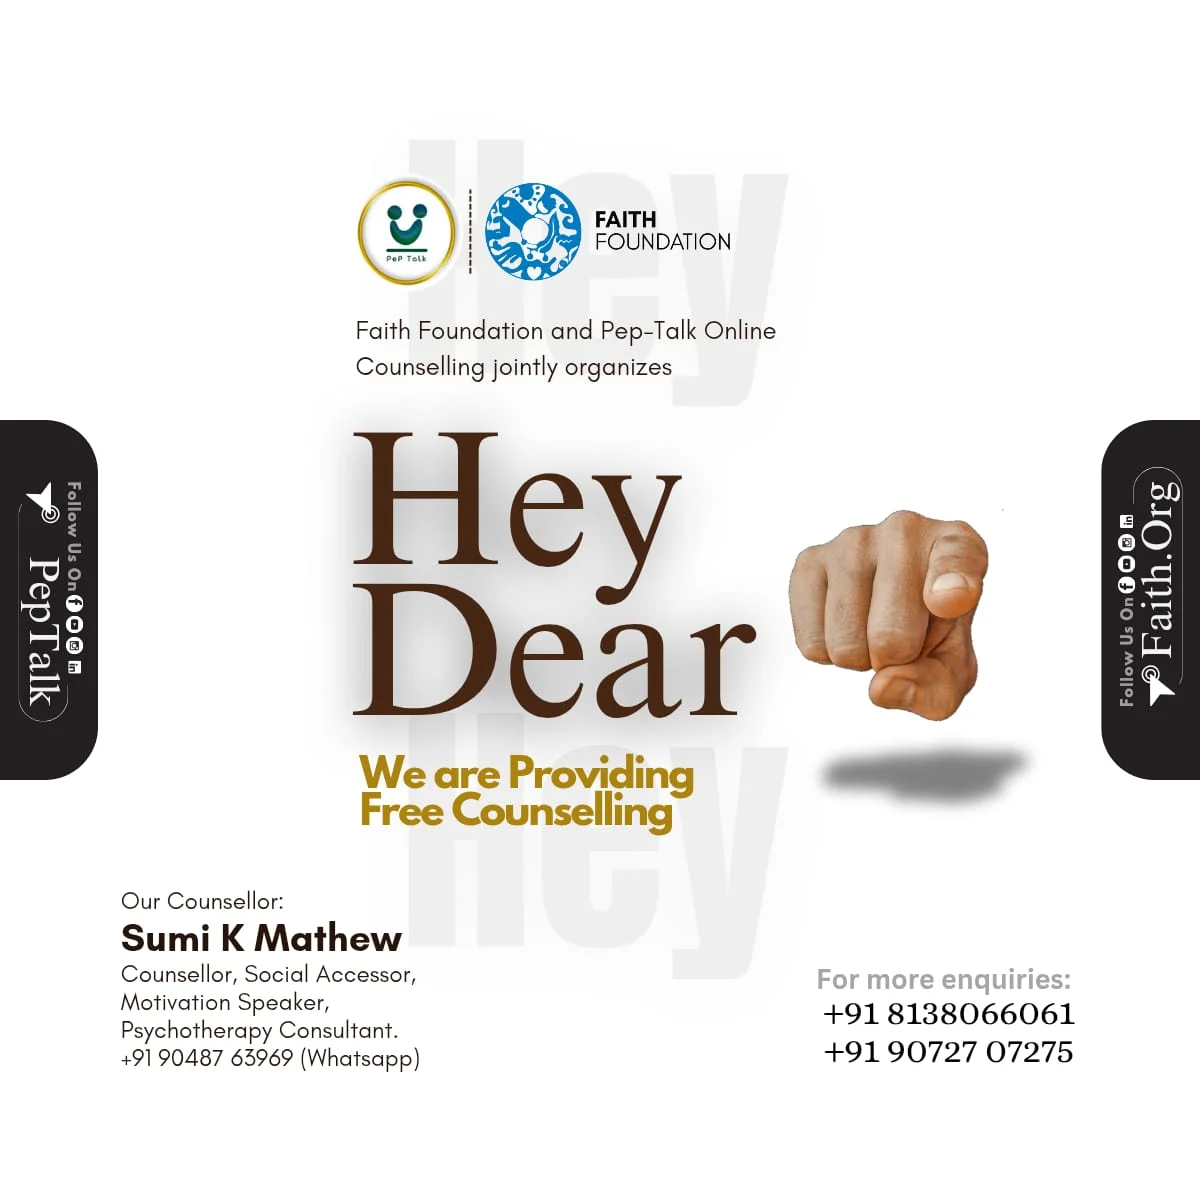 Hey
PeP Talk
FAITH
FOUNDATION
Faith Foundation and Pep-Talk Online
Counselling jointly organizes
Hey
Dear
We are Providing
Free Counselling
Hey
Follow Us On
PepTalk
Follow Us On
Faith.Org
Our Counsellor:
Sumi K Mathew
Counsellor, Social Accessor,
Motivation Speaker,
Psychotherapy Consultant.
+91 90487 63969 (Whatsapp)
For more enquiries:
+91 8138066061
+91 90727 07275